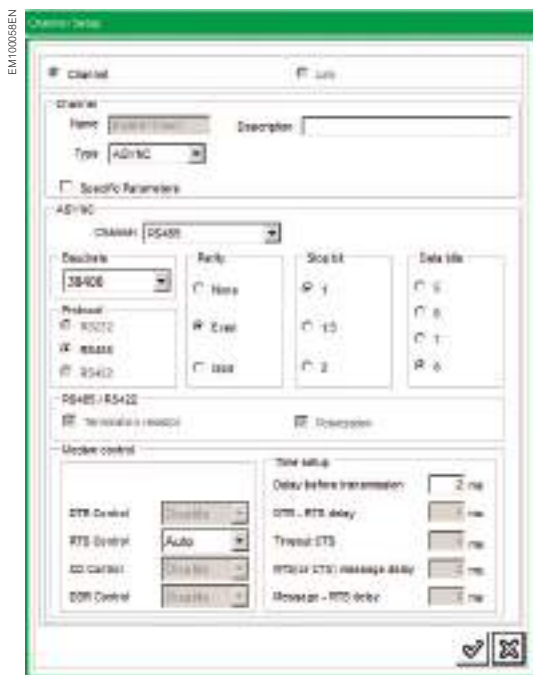 EM100058EN
Channel Setup
Channel
Link
Channel
Name
Description
Type ASYNC
Specific Parameters
ASYNC
Channel RS485
Baudrate
38400
Parity
None
Even
Odd
Stop bit
1
1.5
2
Data bits
5
6
7
8
Protocol
RS232
RS485
RS422
RS485 / RS422
Terminators resistor
Polarization
Modem control
DTR Control Disable
RTS Control Auto
CD Control Disable
DSR Control Disable
Time setup
Delay before transmission 2 ms
DTR - RTS delay ms
Timeout CTS ms
RTS(or CTS) message delay ms
Message - RTS delay ms